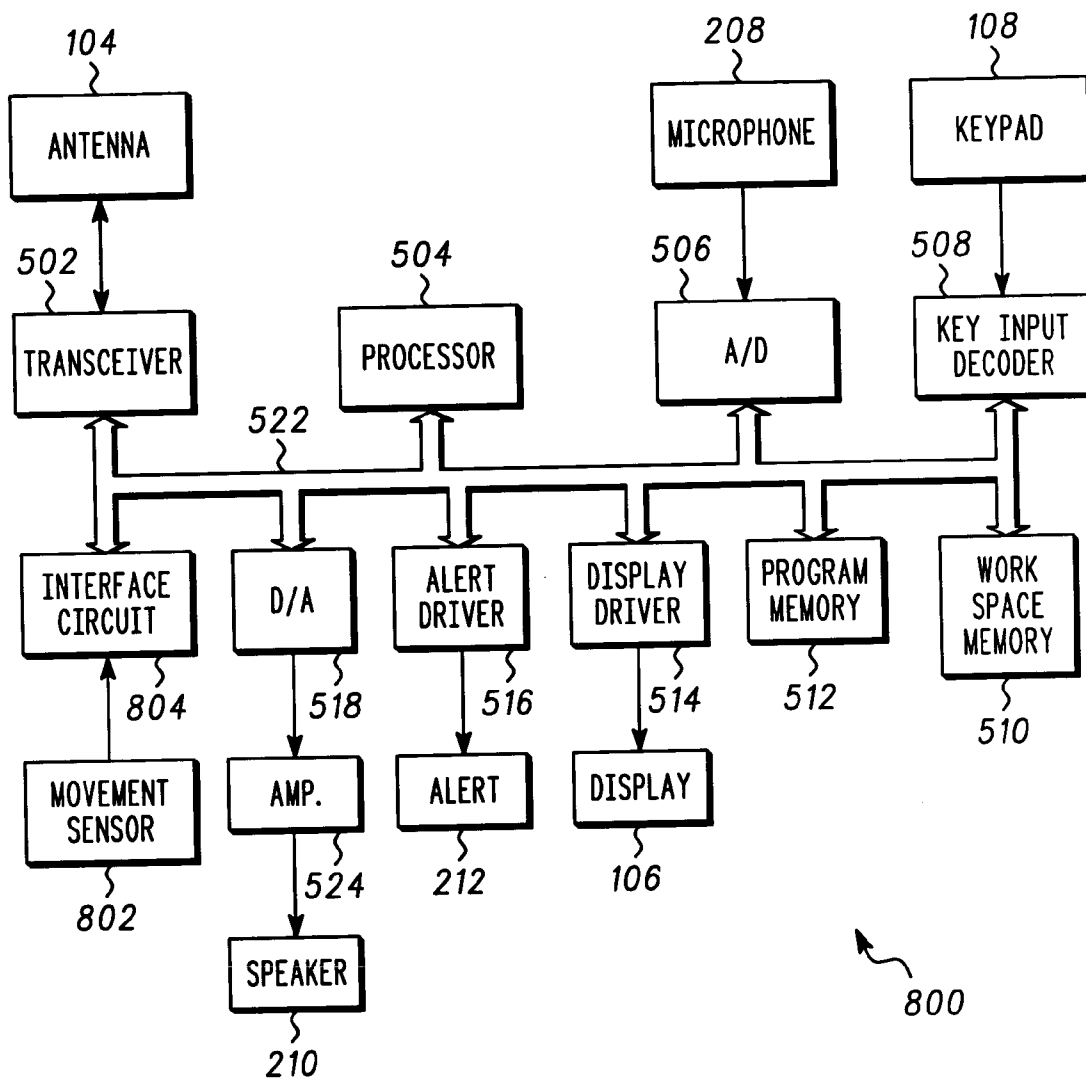 104
ANTENNA
208
MICROPHONE
108
KEYPAD
502
TRANSCEIVER
504
PROCESSOR
506
A/D
508
KEY INPUT
DECODER
522
INTERFACE
CIRCUIT
804
D/A
518
ALERT
DRIVER
516
DISPLAY
DRIVER
514
PROGRAM
MEMORY
512
WORK
SPACE
MEMORY
510
MOVEMENT
SENSOR
802
AMP.
524
ALERT
212
DISPLAY
106
SPEAKER
210
800